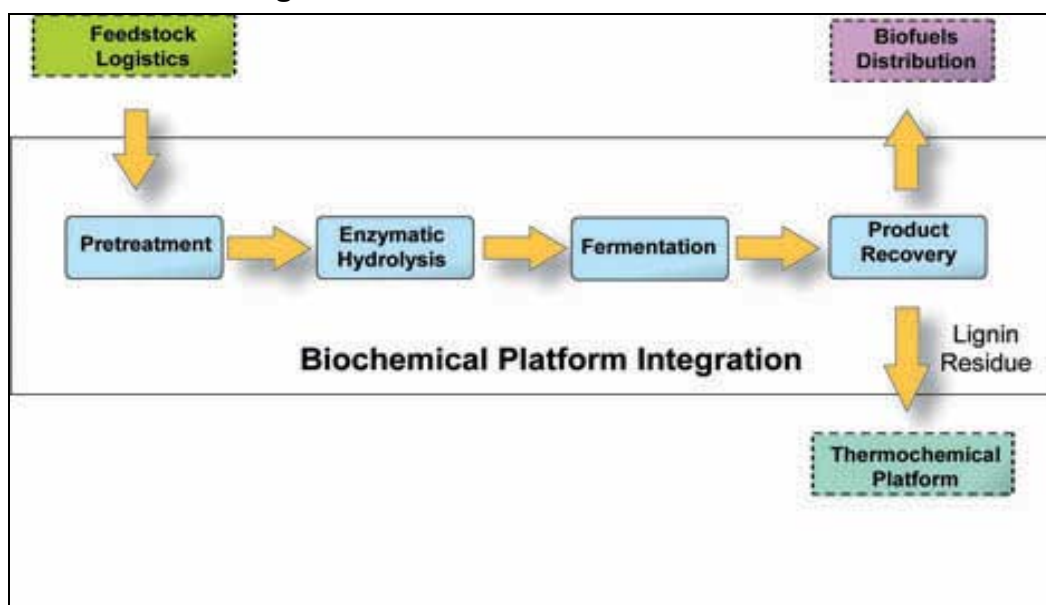 Feedstock
Logistics
Biofuels
Distribution
Pretreatment
Enzymatic
Hydrolysis
Fermentation
Product
Recovery
Biochemical Platform Integration
Lignin
Residue
Thermochemical
Platform